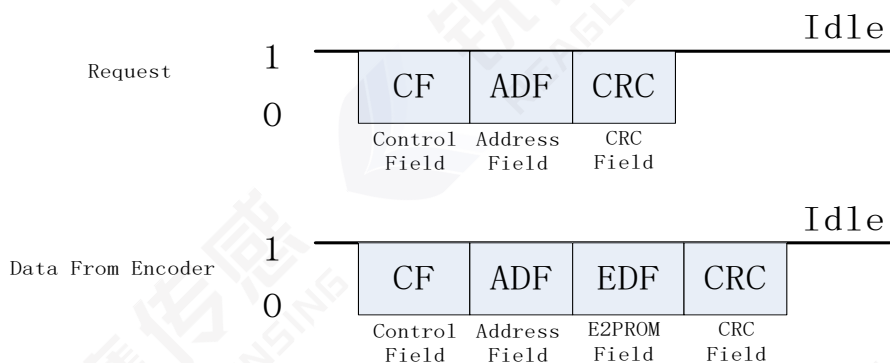 Idle
Request
1
0
CF ADF CRC
Control Field Address Field CRC Field
Idle
Data From Encoder
1
0
CF ADF EDF CRC
Control Field Address Field E2PROM Field CRC Field